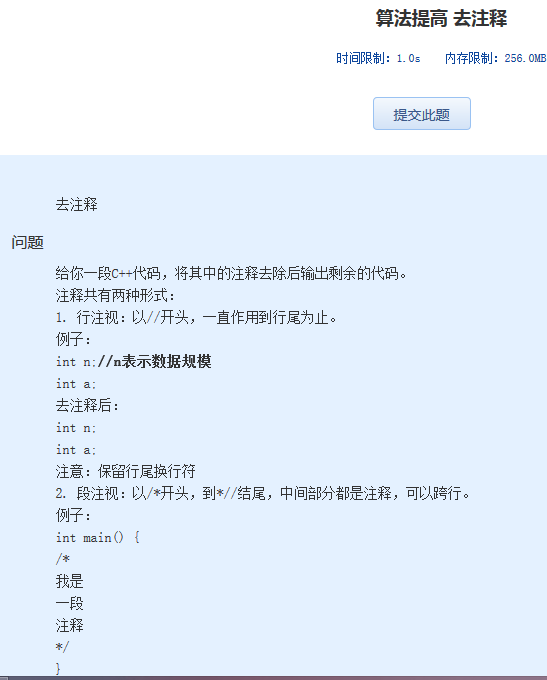 算法提高 去注释
时间限制：1.0s 内存限制：256.0MB
提交此题
去注释
问题
给你一段C++代码，将其中的注释去除后输出剩余的代码。
注释共有两种形式：
1. 行注视：以//开头，一直作用到行尾为止。
例子：
int n;//n表示数据规模
int a;
去注释后：
int n;
int a;
注意：保留行尾换行符
2. 段注视：以/*开头，到*//结尾，中间部分都是注释，可以跨行。
例子：
int main() {
/*
我是
一段
注释
*/
}